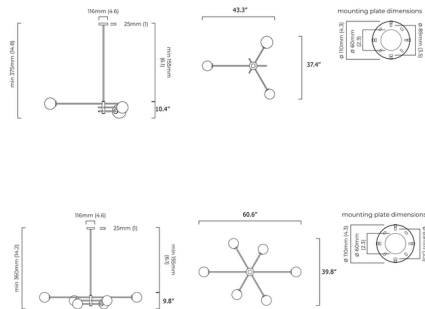 116mm (4.6)
25mm (1)
min 375mm (14.8)
min 155mm (6.1)
10.4"
43.3"
37.4"
mounting plate dimensions
ø 110mm (4.3)
ø 60mm (2.3)
ø 89mm (3.5)
116mm (4.6)
25mm (1)
min 360mm (14.2)
min 155mm (6.1)
9.8"
60.6"
39.8"
mounting plate dimensions
ø 110mm (4.3)
ø 60mm (2.3)